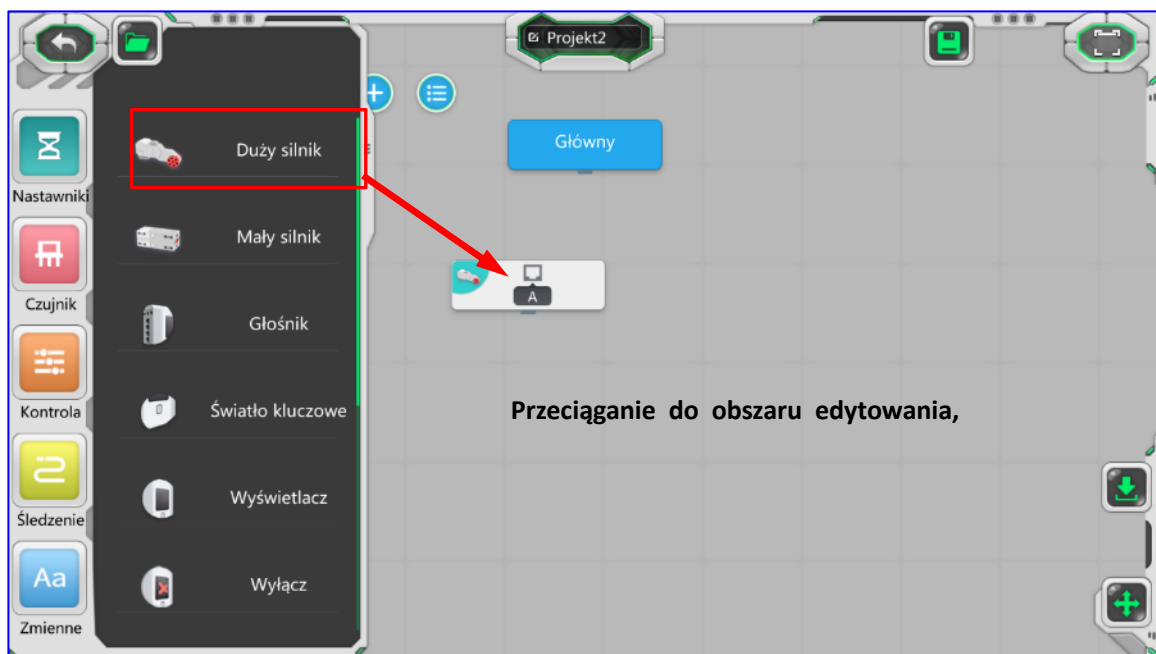 Projekt2
Główny
Nastawniki
Czujnik
Kontrola
Śledzenie
Aa
Zmienne
Duży silnik
Mały silnik
Głośnik
Światło kluczowe
Wyświetlacz
Wyłącz
A
Przeciąganie do obszaru edytowania,